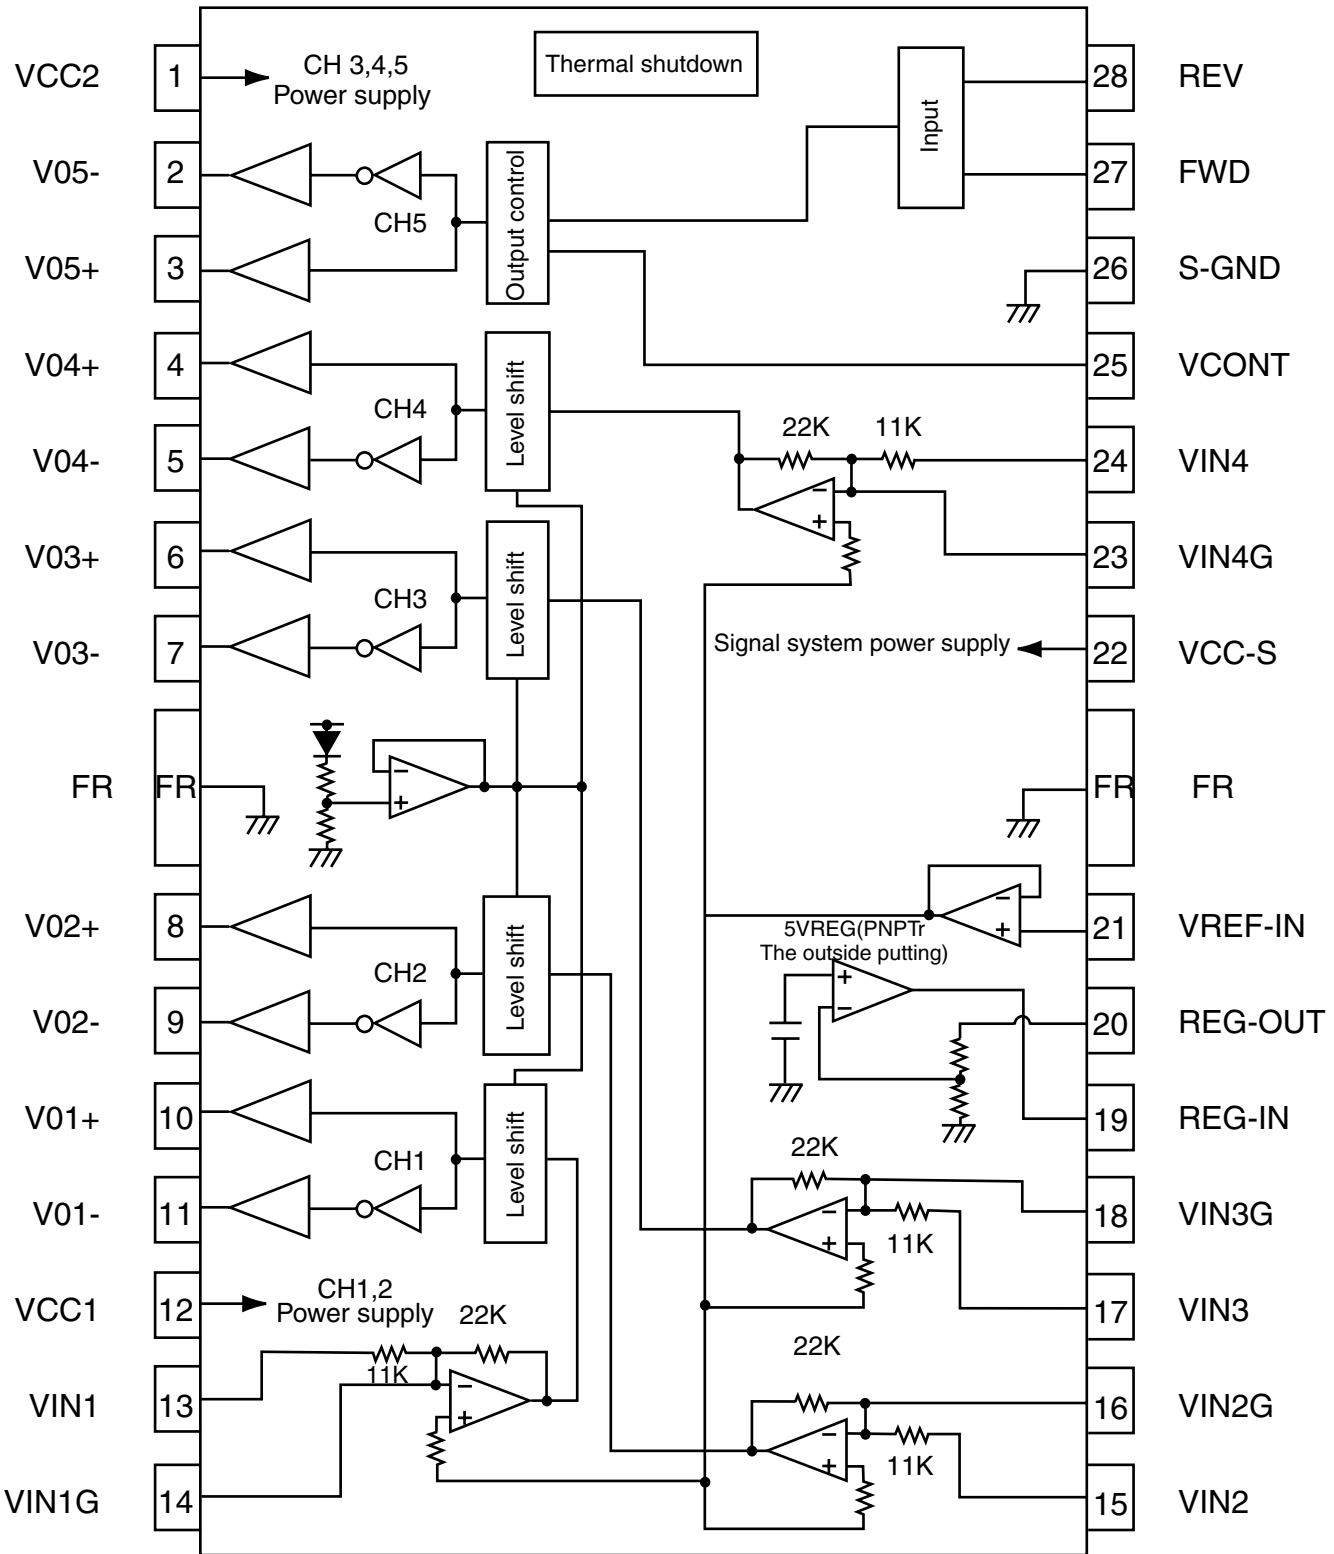 VCC2 1 CH 3,4,5 Thermal shutdown 28 REV
Power supply
Input
V05- 2 27 FWD
CH5 Output control
V05+ 3 26 S-GND
V04+ 4 25 VCONT
CH4 Level shift 22K 11K
V04- 5 − 24 VIN4
+
V03+ 6 23 VIN4G
CH3 Level shift
V03- 7 Signal system power supply 22 VCC-S
FR FR − + FR FR
V02+ 8 − + 21 VREF-IN
5VREG(PNPTr
The outside putting)
CH2 Level shift + −
V02- 9 20 REG-OUT
V01+ 10 19 REG-IN
22K
CH1 Level shift
V01- 11 − + 18 VIN3G
11K
VCC1 12 CH1,2 17 VIN3
Power supply 22K
22K
11K
VIN1 13 − + 16 VIN2G
− +
11K
VIN1G 14 15 VIN2